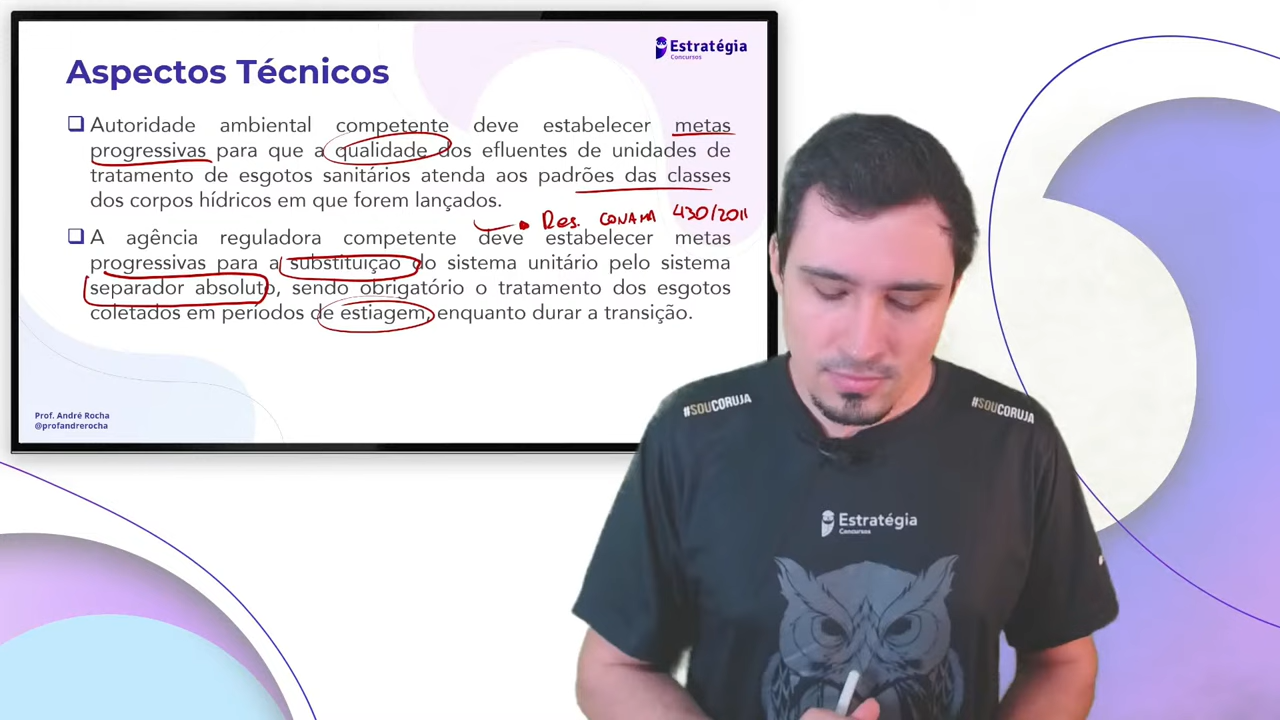 Estratégia
Concursos
Aspectos Técnicos
Autoridade ambiental competente deve estabelecer metas
progressivas para que a qualidade dos efluentes de unidades de
tratamento de esgotos sanitários atenda aos padrões das classes
dos corpos hídricos em que forem lançados.
Res. CONAMA 430/2011
A agência reguladora competente deve estabelecer metas
progressivas para a substituição do sistema unitário pelo sistema
separador absoluto, sendo obrigatório o tratamento dos esgotos
coletados em períodos de estiagem, enquanto durar a transição.
Prof. André Rocha
@profandrerocha
#SOUCORUJA
#SOUCORUJA
Estratégia
Concursos